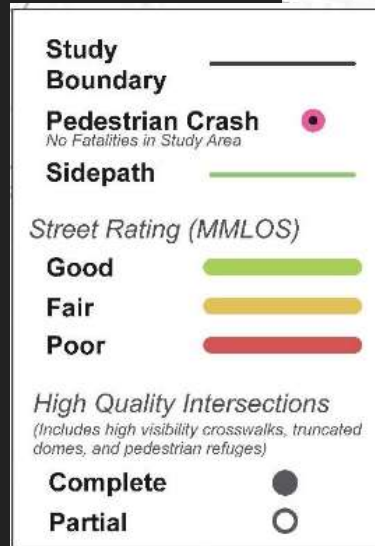 Study
Boundary
Pedestrian Crash
No Fatalities in Study Area
Sidepath
Street Rating (MMLOS)
Good
Fair
Poor
High Quality Intersections
(Includes high visibility crosswalks, truncated
domes, and pedestrian refuges)
Complete
Partial